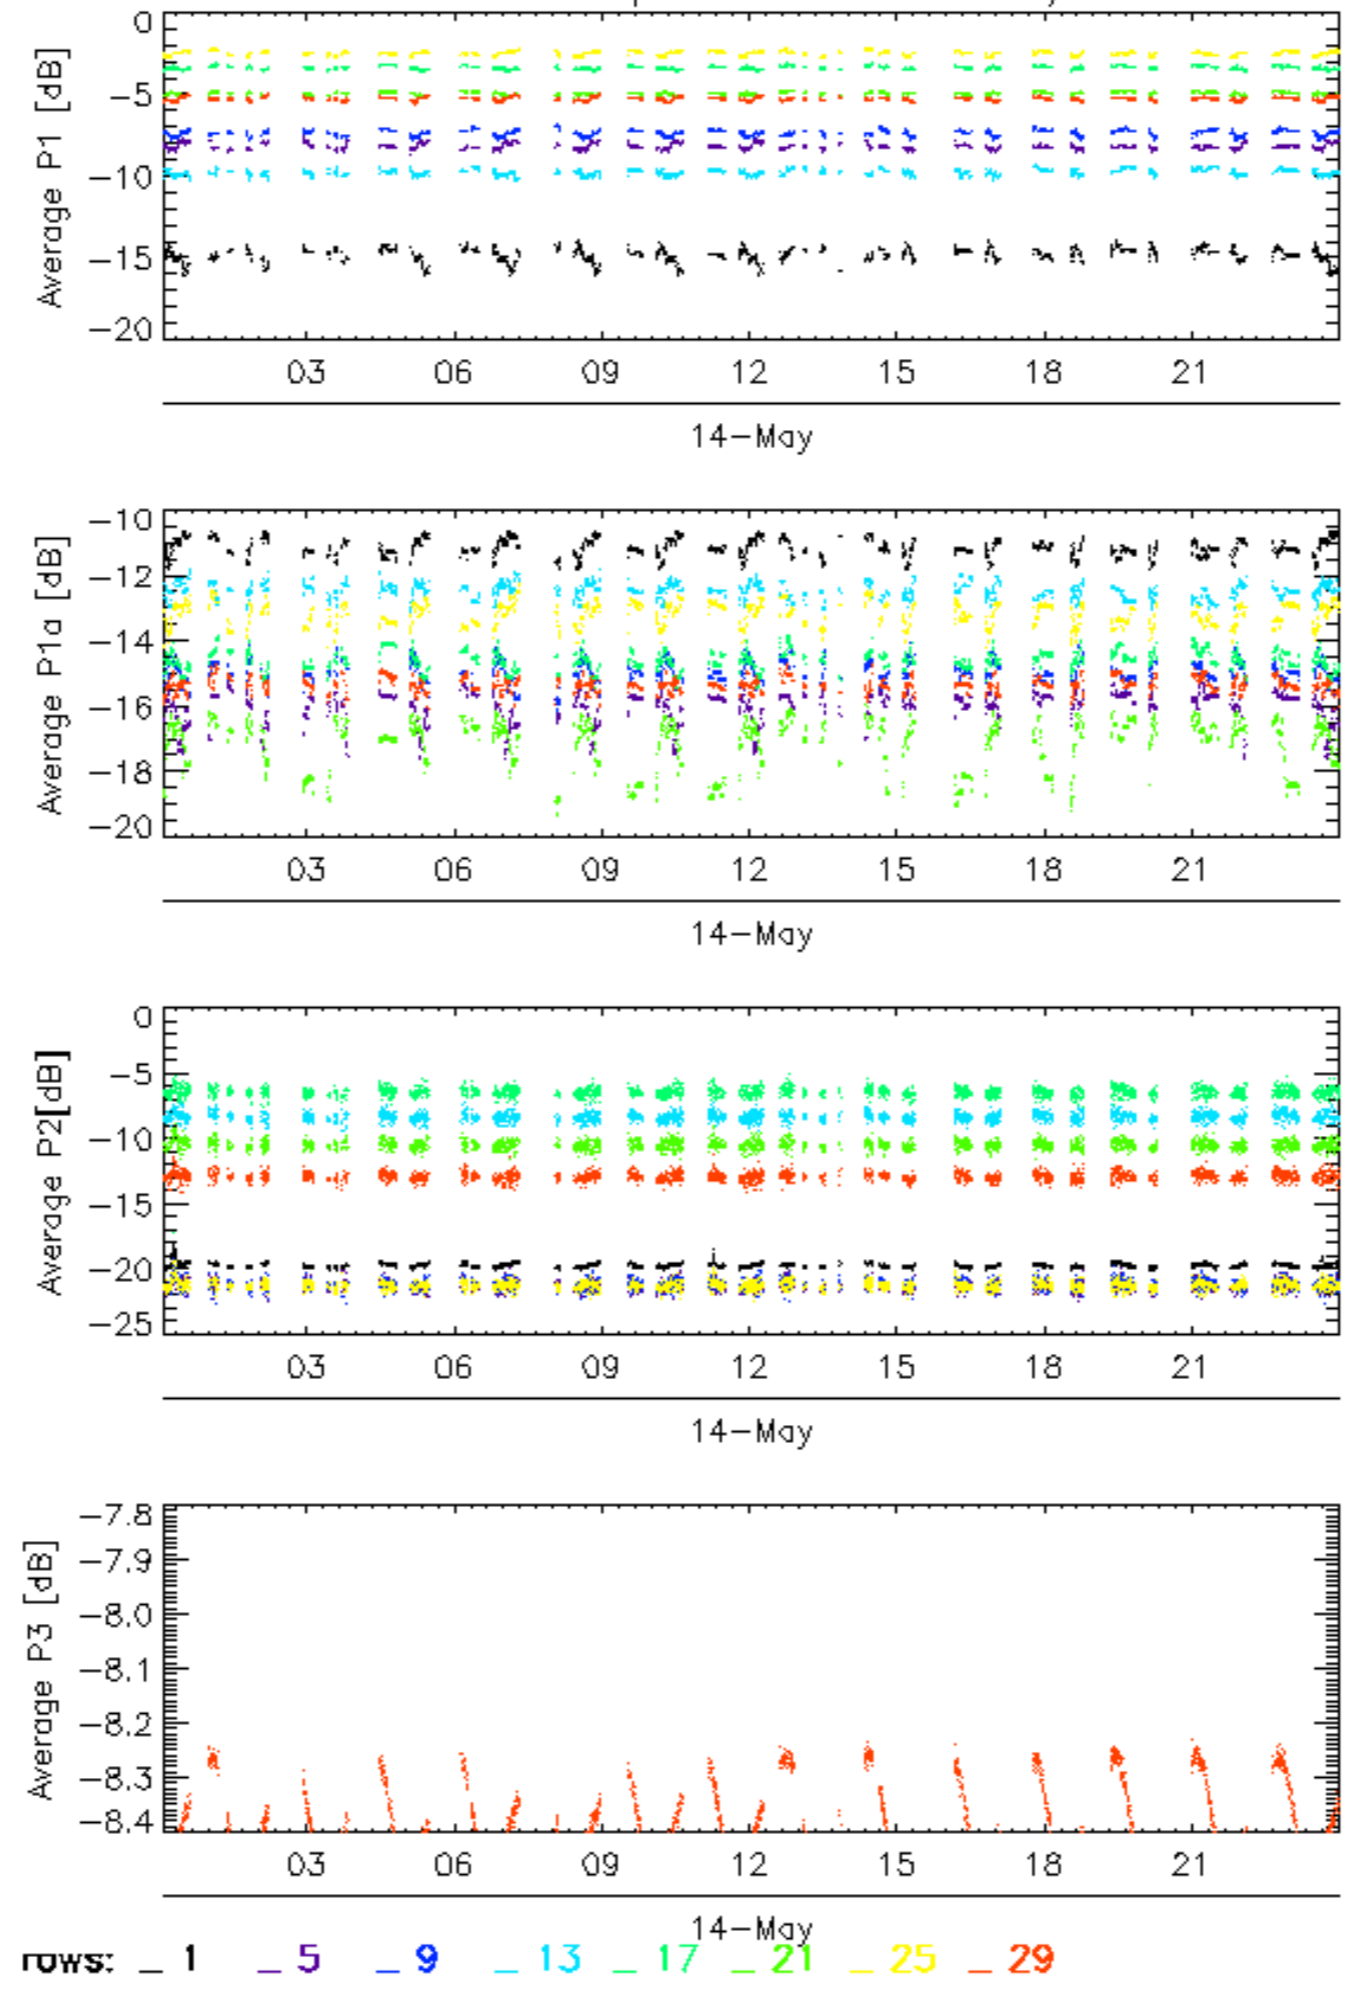 0
−5
−10
−15
−20
Average P1 [dB]
03 06 09 12 15 18 21
14−May
−10
−12
−14
−16
−18
−20
Average P1a [dB]
03 06 09 12 15 18 21
14−May
0
−5
−10
−15
−20
−25
Average P2[dB]
03 06 09 12 15 18 21
14−May
−7.8
−7.9
−8.0
−8.1
−8.2
−8.3
−8.4
Average P3 [dB]
03 06 09 12 15 18 21
14−May
rows: _ 1 _ 5 _ 9 _ 13 _ 17 _ 21 _ 25 _ 29